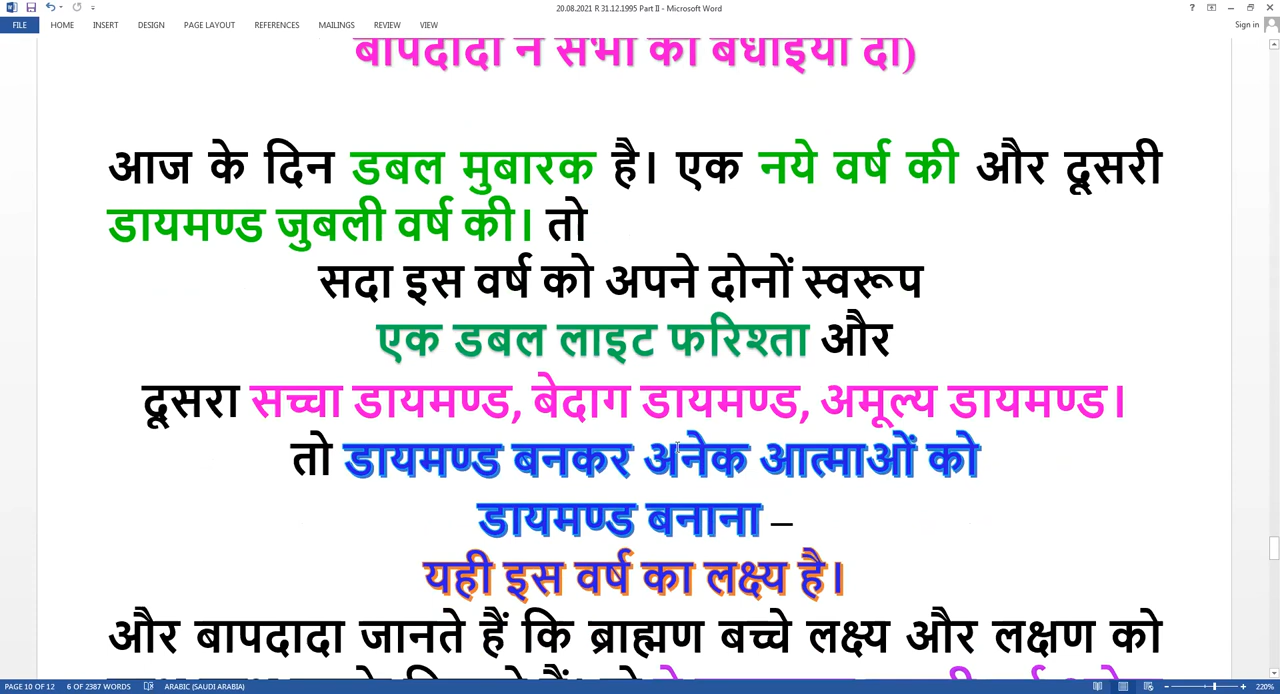 20.08.2021 R 31.12.1995 Part II - Microsoft Word
Sign in
FILE HOME INSERT DESIGN PAGE LAYOUT REFERENCES MAILINGS REVIEW VIEW
बापदादा ने सभी को बधाइयां दी)
आज के दिन डबल मुबारक है। एक नये वर्ष की और दूसरी
डायमण्ड जुबली वर्ष की। तो
सदा इस वर्ष को अपने दोनों स्वरूप
एक डबल लाइट फरिश्ता और
दूसरा सच्चा डायमण्ड, बेदाग डायमण्ड, अमूल्य डायमण्ड।
तो डायमण्ड बनकर अनेक आत्माओं को
डायमण्ड बनाना –
यही इस वर्ष का लक्ष्य है।
और बापदादा जानते हैं कि ब्राह्मण बच्चे लक्ष्य और लक्षण को
PAGE 10 OF 12 6 OF 2387 WORDS ARABIC (SAUDI ARABIA) 220%